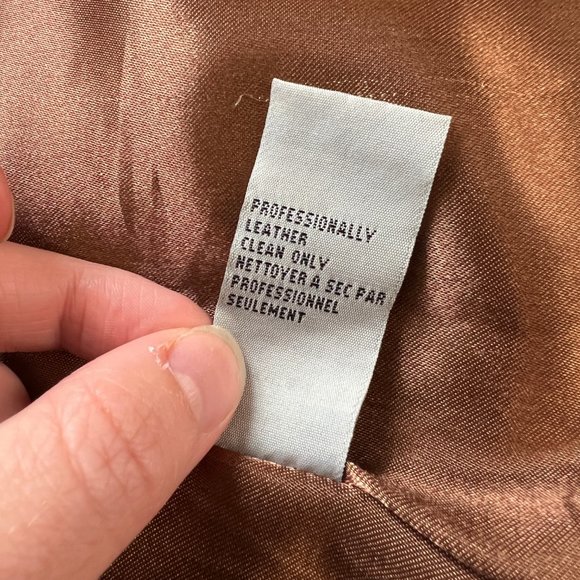 PROFESSIONALLY
LEATHER
CLEAN ONLY
NETTOYER A SEC PAR
PROFESSIONNEL
SEULEMENT